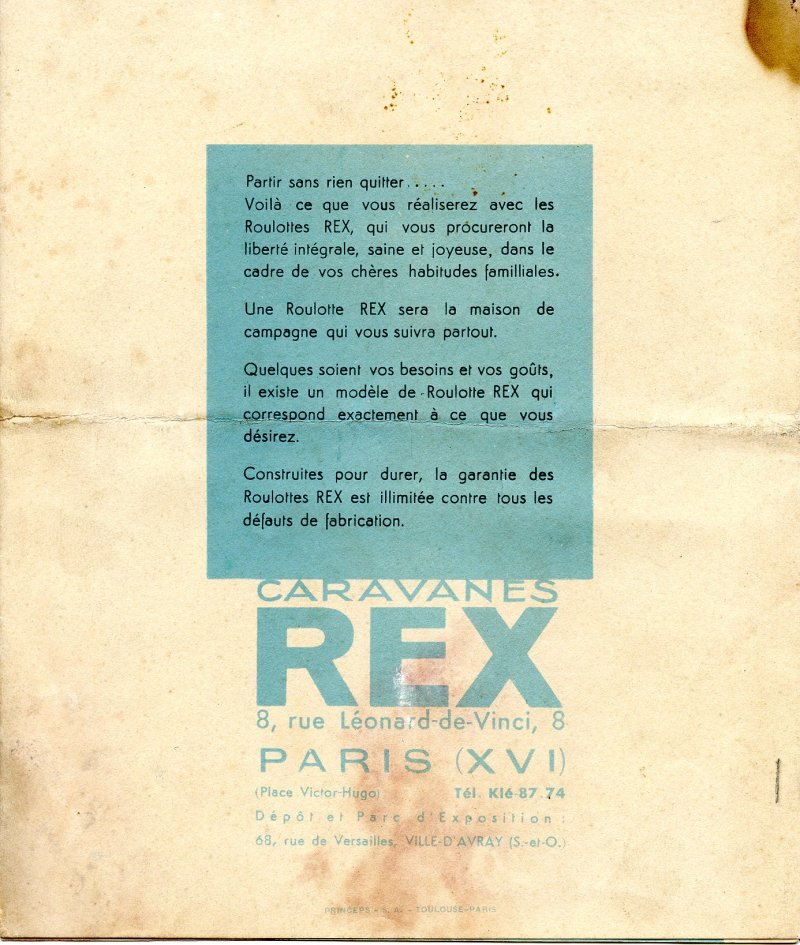 Partir sans rien quitter.....
Voilà ce que vous réaliserez avec les
Roulottes REX, qui vous procureront la
liberté intégrale, saine et joyeuse, dans le
cadre de vos chères habitudes familliales.
Une Roulotte REX sera la maison de
campagne qui vous suivra partout.
Quelques soient vos besoins et vos goûts,
il existe un modèle de Roulotte REX qui
correspond exactement à ce que vous
désirez.
Construites pour durer, la garantie des
Roulottes REX est illimitée contre tous les
défauts de fabrication.
CARAVANES
REX
8, rue Léonard-de-Vinci, 8
PARIS (XVI)
(Place Victor-Hugo) Tél. Klé-87.74
Dépôt et Parc d'Exposition :
68, rue de Versailles, VILLE-D'AVRAY (S.-et-O.)
PRINCEPS - S. A. - TOULOUSE-PARIS